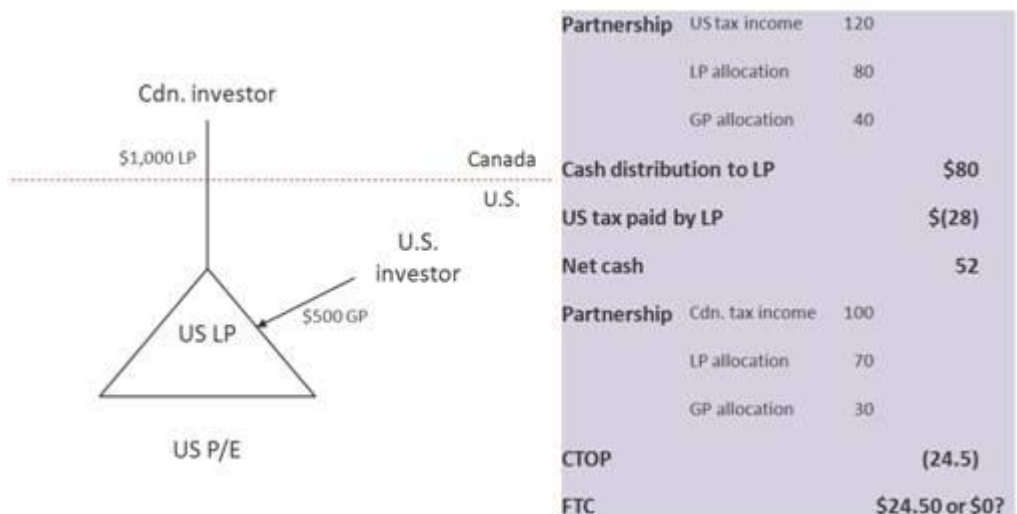 Cdn. investor
$1,000 LP
Canada
U.S.
U.S.
investor
$500 GP
US LP
US P/E
Partnership US tax income 120
LP allocation 80
GP allocation 40
Cash distribution to LP $80
US tax paid by LP $(28)
Net cash 52
Partnership Cdn. tax income 100
LP allocation 70
GP allocation 30
CTOP (24.5)
FTC $24.50 or $0?